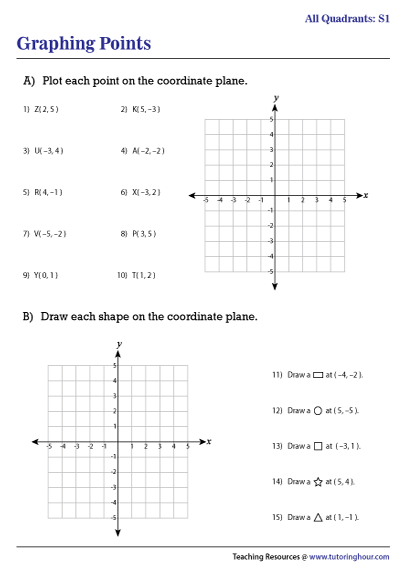 All Quadrants: S1
Graphing Points
A) Plot each point on the coordinate plane.
1) Z( 2, 5 )
2) K( 5, −3 )
3) U( −3, 4 )
4) A( −2, −2 )
5) R( 4, −1 )
6) X( −3, 2 )
7) V( −5, −2 )
8) P( 3, 5 )
9) Y( 0, 1 )
10) T( 1, 2 )
y
5
4
3
2
1
-5 -4 -3 -2 -1 1 2 3 4 5 x
-1
-2
-3
-4
-5
B) Draw each shape on the coordinate plane.
y
5
4
3
2
1
-5 -4 -3 -2 -1 1 2 3 4 5 x
-1
-2
-3
-4
-5
11) Draw a ▭ at ( −4, −2 ).
12) Draw a ○ at ( 5, −5 ).
13) Draw a □ at ( −3, 1 ).
14) Draw a ☆ at ( 5, 4 ).
15) Draw a △ at ( 1, −1 ).
Teaching Resources @ www.tutoringhour.com